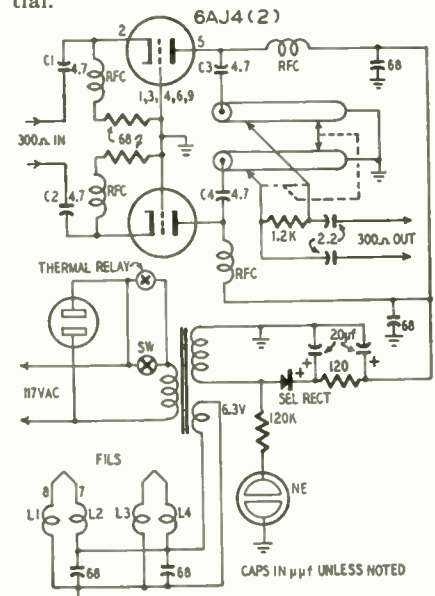 tial.
6AJ4(2)
2
5
C1
4.7
RFC
1,3, 4,6,9
C3
4.7
RFC
68
300Ω IN
68
C2
4.7
RFC
C4
4.7
1.2K
2.2
300Ω OUT
RFC
THERMAL RELAY
68
SW
117VAC
20μf
+
+
120
SEL RECT
6.3V
120K
FILS
8
7
L1
L2
L3
L4
NE
68
68
CAPS IN μμf UNLESS NOTED